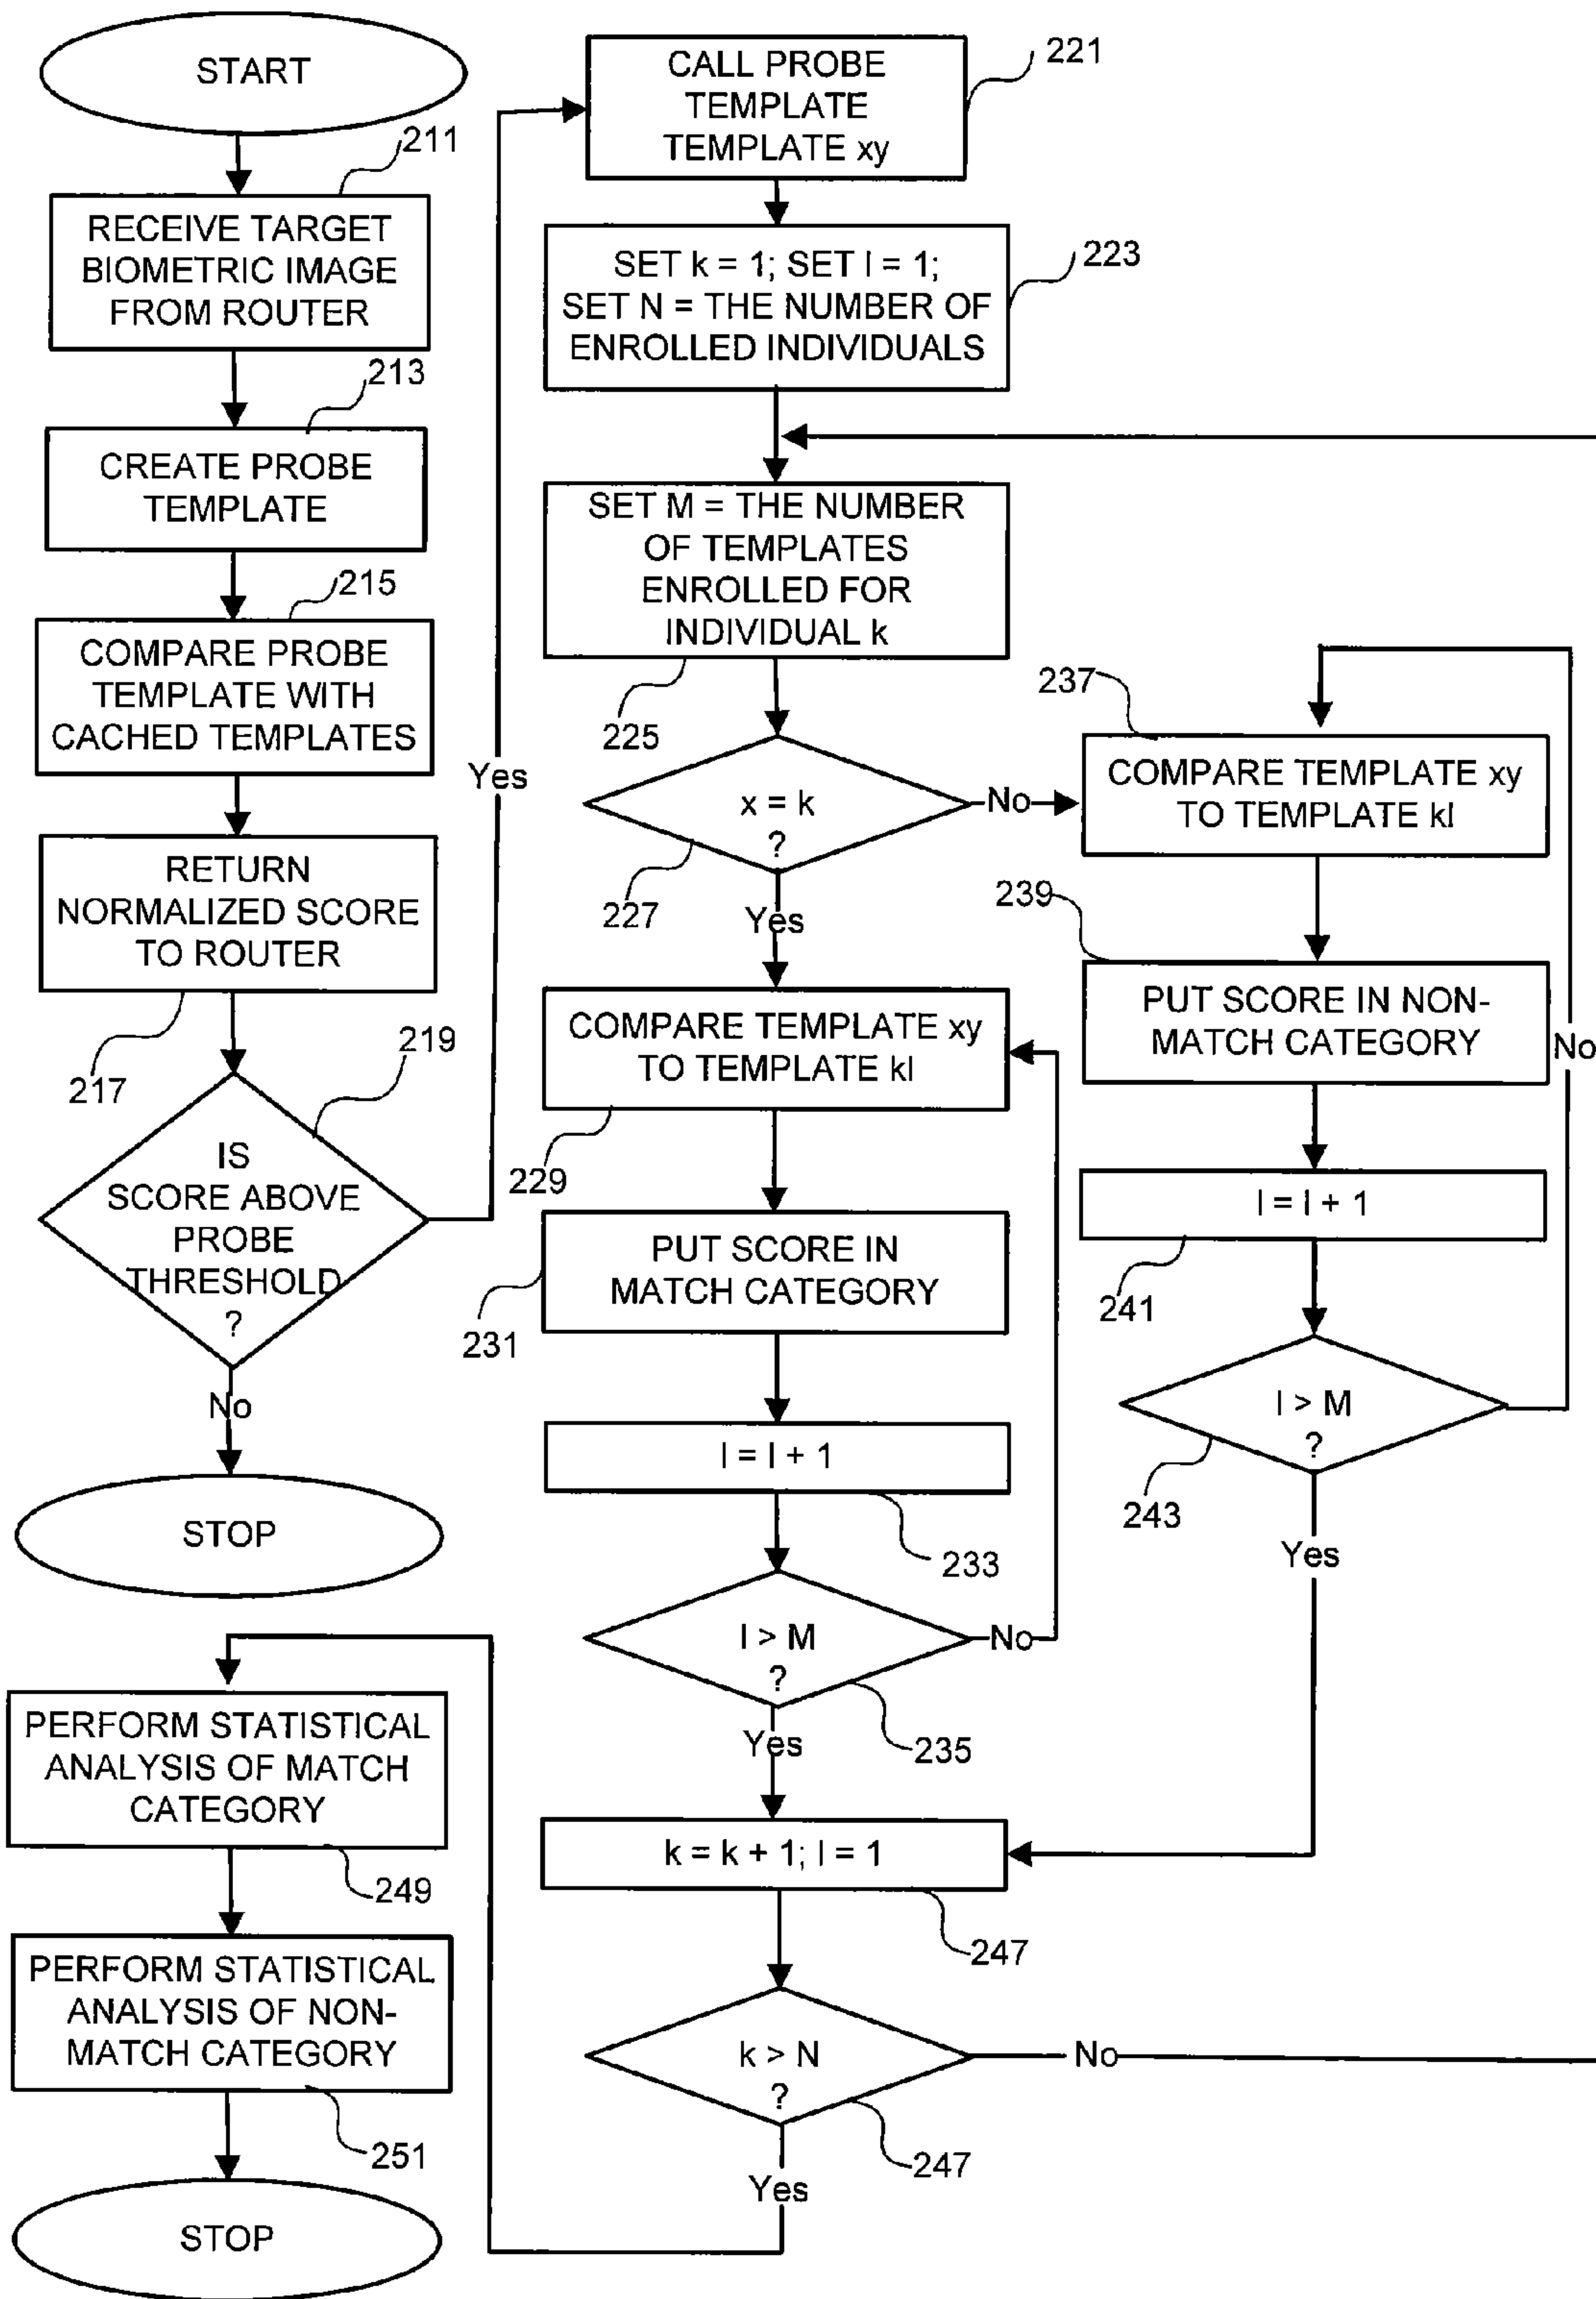 START
211
RECEIVE TARGET
BIOMETRIC IMAGE
FROM ROUTER
213
CREATE PROBE
TEMPLATE
215
COMPARE PROBE
TEMPLATE WITH
CACHED TEMPLATES
RETURN
NORMALIZED SCORE
TO ROUTER
217
219
IS
SCORE ABOVE
PROBE
THRESHOLD
?
Yes
No
STOP
CALL PROBE
TEMPLATE
TEMPLATE xy
221
SET k = 1; SET l = 1;
SET N = THE NUMBER OF
ENROLLED INDIVIDUALS
223
SET M = THE NUMBER
OF TEMPLATES
ENROLLED FOR
INDIVIDUAL k
225
x = k
?
227
No
Yes
COMPARE TEMPLATE xy
TO TEMPLATE kl
229
PUT SCORE IN
MATCH CATEGORY
231
l = l + 1
233
l > M
?
No
235
Yes
237
COMPARE TEMPLATE xy
TO TEMPLATE kl
239
PUT SCORE IN NON-
MATCH CATEGORY
No
l = l + 1
241
l > M
?
243
Yes
k = k + 1; l = 1
247
k > N
?
No
247
Yes
PERFORM STATISTICAL
ANALYSIS OF MATCH
CATEGORY
249
PERFORM STATISTICAL
ANALYSIS OF NON-
MATCH CATEGORY
251
STOP